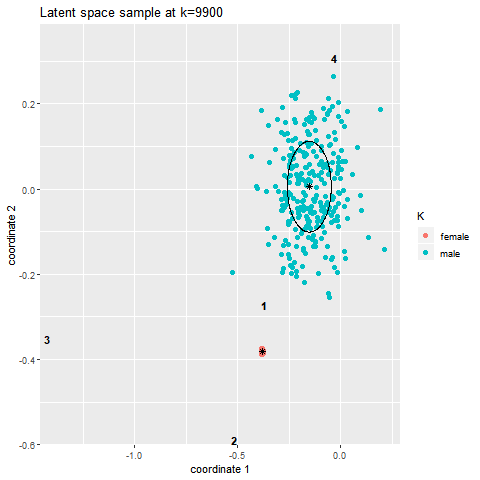 Latent space sample at k=9900
4
0.2
0.0
coordinate 2
K
female
male
-0.2
1
3
-0.4
2
-0.6
-1.0
-0.5
0.0
coordinate 1